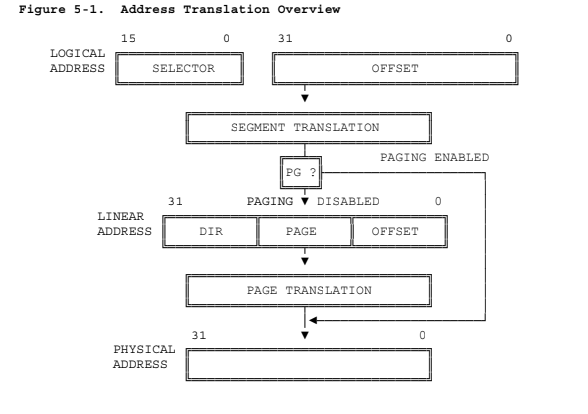 Figure 5-1. Address Translation Overview
15 0 31 0
LOGICAL
ADDRESS SELECTOR OFFSET
SEGMENT TRANSLATION
PAGING ENABLED
PG ?
31 PAGING DISABLED 0
LINEAR
ADDRESS DIR PAGE OFFSET
PAGE TRANSLATION
31 0
PHYSICAL
ADDRESS